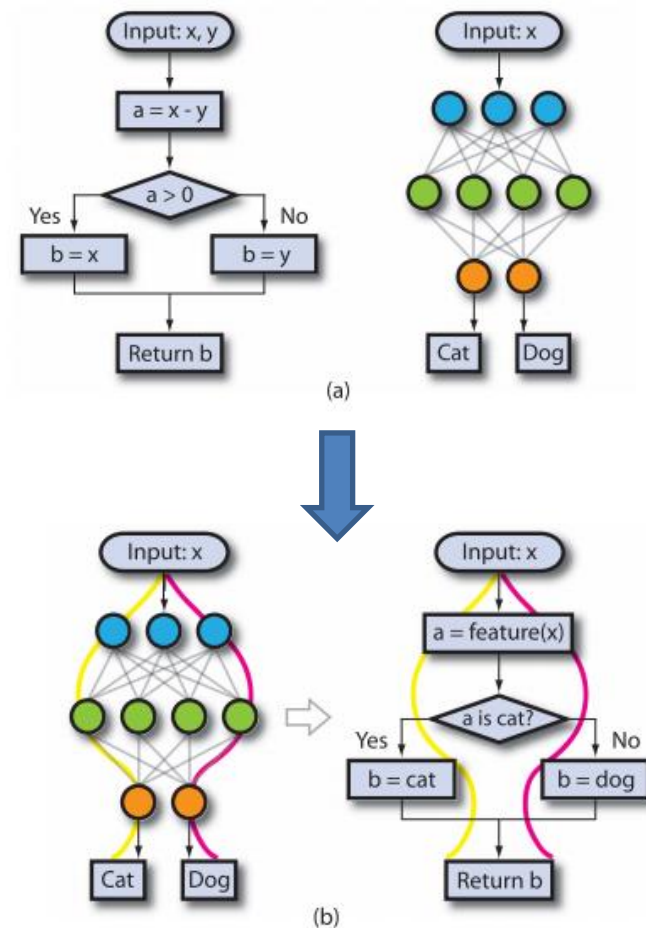 Input: x, y
a = x - y
a > 0
Yes
No
b = x
b = y
Return b
Input: x
Cat
Dog
(a)
Input: x
Cat
Dog
Input: x
a = feature(x)
a is cat?
Yes
No
b = cat
b = dog
Return b
(b)